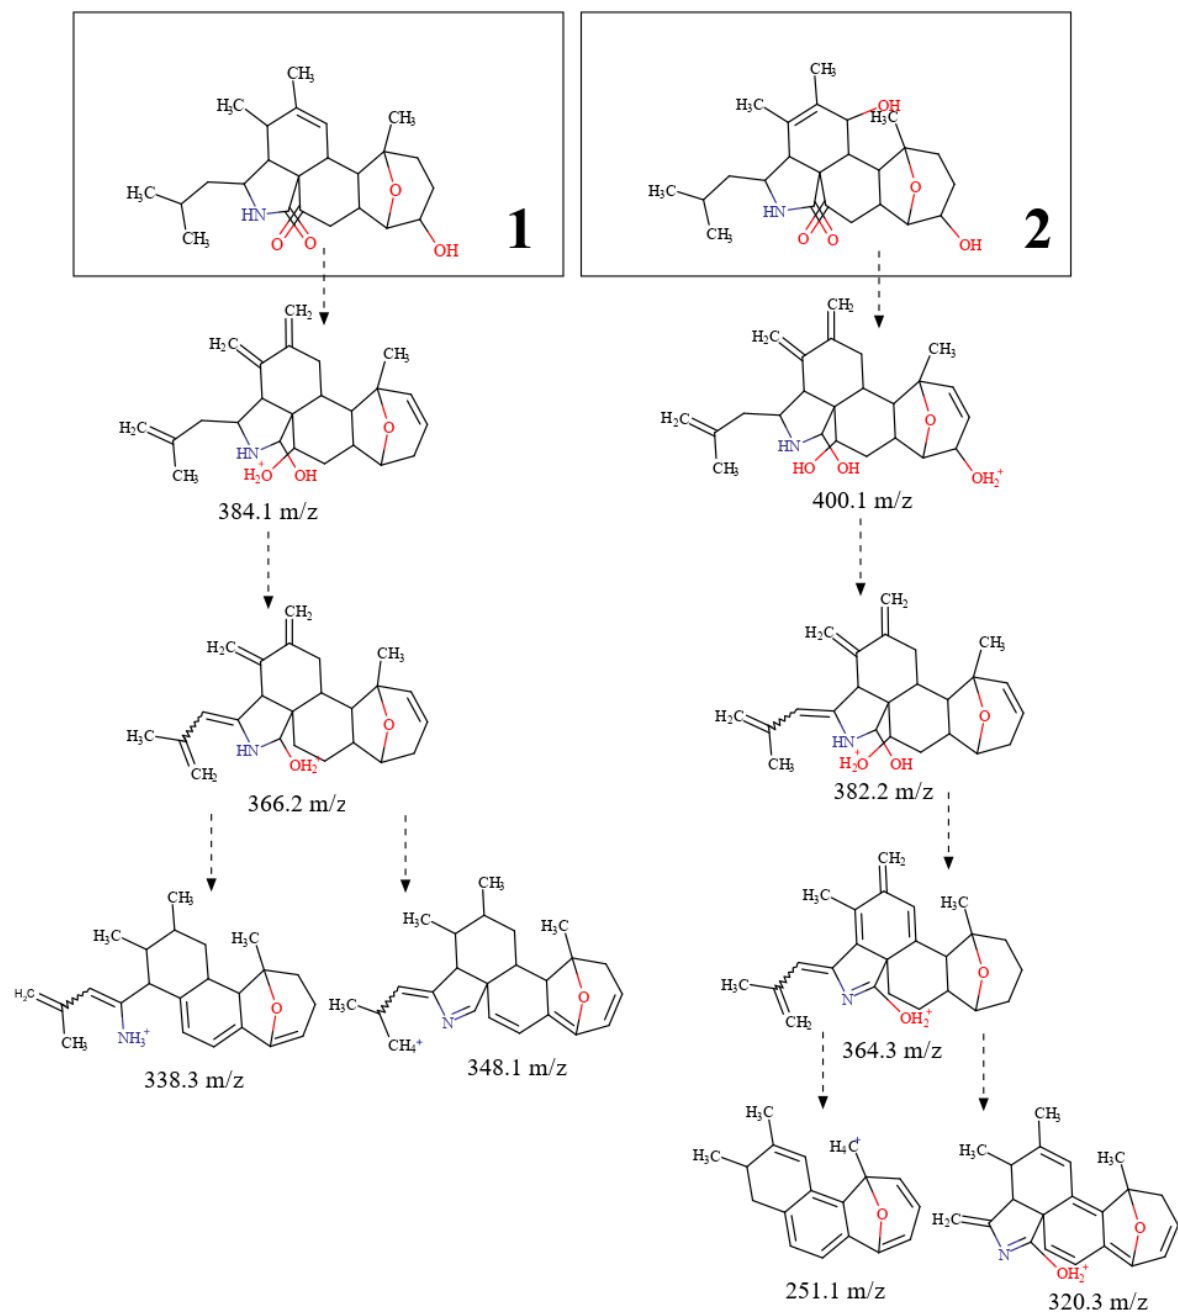 CH₃
H₃C
CH₃
H₃C
O
HN
CH₃
O O
OH
1
CH₃
H₃C
OH
H₃C
H₃C
O
HN
CH₃
O O
OH
2
CH₂
H₂C
CH₃
H₂C
O
HN
H₂O⁺ OH
CH₃
384.1 m/z
CH₂
H₂C
CH₃
H₂C
O
HN
CH₃
HO OH
OH₂⁺
400.1 m/z
CH₂
H₂C
CH₃
H₃C
O
HN
OH₂⁺
CH₂
366.2 m/z
CH₂
H₂C
CH₃
H₂C
O
HN
CH₃
H₂O⁺ OH
382.2 m/z
CH₃
H₃C
H₃C
H₂C
O
CH₃
NH₃⁺
338.3 m/z
CH₃
H₃C
H₃C
H₃C
O
N
CH₄⁺
348.1 m/z
CH₂
H₃C
H₃C
O
H₃C
N
CH₂
OH₂⁺
364.3 m/z
H₃C
H₃C
H₄C⁺
O
251.1 m/z
CH₃
H₃C
H₃C
H₂C
O
N
OH₂⁺
320.3 m/z